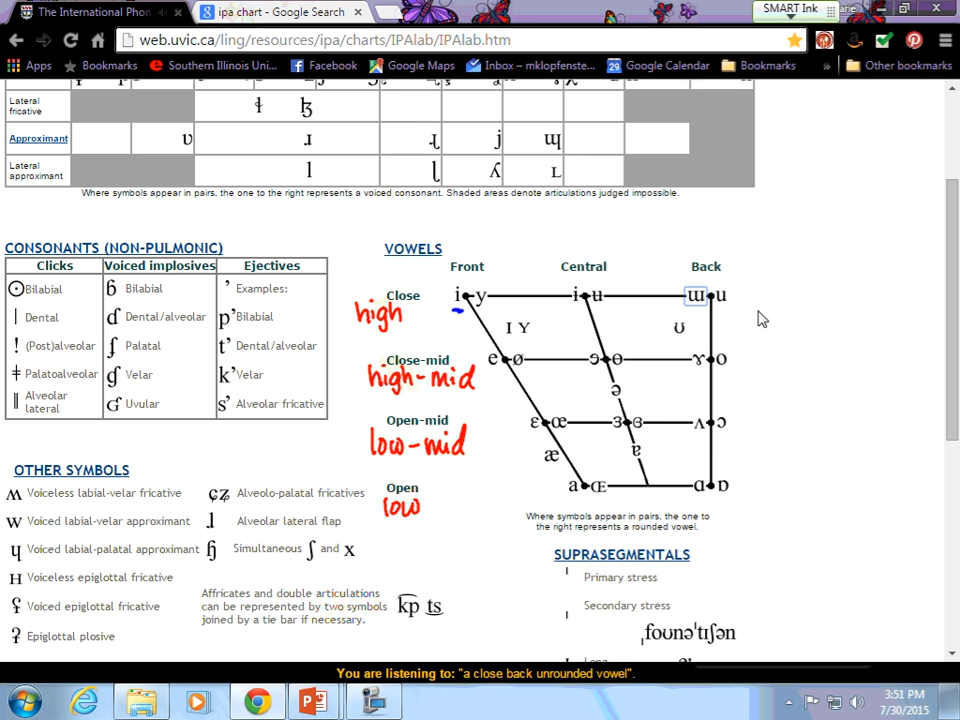 The International Phon
ipa chart - Google Search
SMART Ink
web.uvic.ca/ling/resources/ipa/charts/IPAlab/IPAlab.htm
Apps
Bookmarks
Southern Illinois Uni...
Facebook
Google Maps
Inbox – mklopfenste...
29
Google Calendar
Bookmarks
»
Other bookmarks
Lateral
fricative
ɬ ɮ
Approximant
ʋ ɹ ɻ j ɰ
Lateral
approximant
l ɭ ʎ ʟ
Where symbols appear in pairs, the one to the right represents a voiced consonant. Shaded areas denote articulations judged impossible.
CONSONANTS (NON-PULMONIC)
Clicks Voiced implosives Ejectives
ʘ Bilabial ɓ Bilabial ʼ Examples:
ǀ Dental ɗ Dental/alveolar pʼ Bilabial
ǃ (Post)alveolar ʄ Palatal tʼ Dental/alveolar
ǂ Palatoalveolar ɠ Velar kʼ Velar
ǁ Alveolar
lateral
ʛ Uvular sʼ Alveolar fricative
VOWELS
Front Central Back
Close i y ɨ ʉ ɯ u
high
ɪ ʏ ʊ
Close-mid e ø ɘ ɵ ɤ o
high-mid
ə
Open-mid ɛ œ ɜ ɞ ʌ ɔ
low-mid
æ ɐ
Open a ɶ ɑ ɒ
low
Where symbols appear in pairs, the one to
the right represents a rounded vowel.
OTHER SYMBOLS
ʍ Voiceless labial-velar fricative ɕʑ Alveolo-palatal fricatives
w Voiced labial-velar approximant ɺ Alveolar lateral flap
ɥ Voiced labial-palatal approximant ɧ Simultaneous ʃ and x
ʜ Voiceless epiglottal fricative
ʢ Voiced epiglottal fricative
ʡ Epiglottal plosive
Affricates and double articulations
can be represented by two symbols
joined by a tie bar if necessary.
k͡p t͜s
SUPRASEGMENTALS
ˈ Primary stress
ˌ Secondary stress
ˌfoʊnəˈtɪʃən
You are listening to: "a close back unrounded vowel".
3:51 PM
7/30/2015